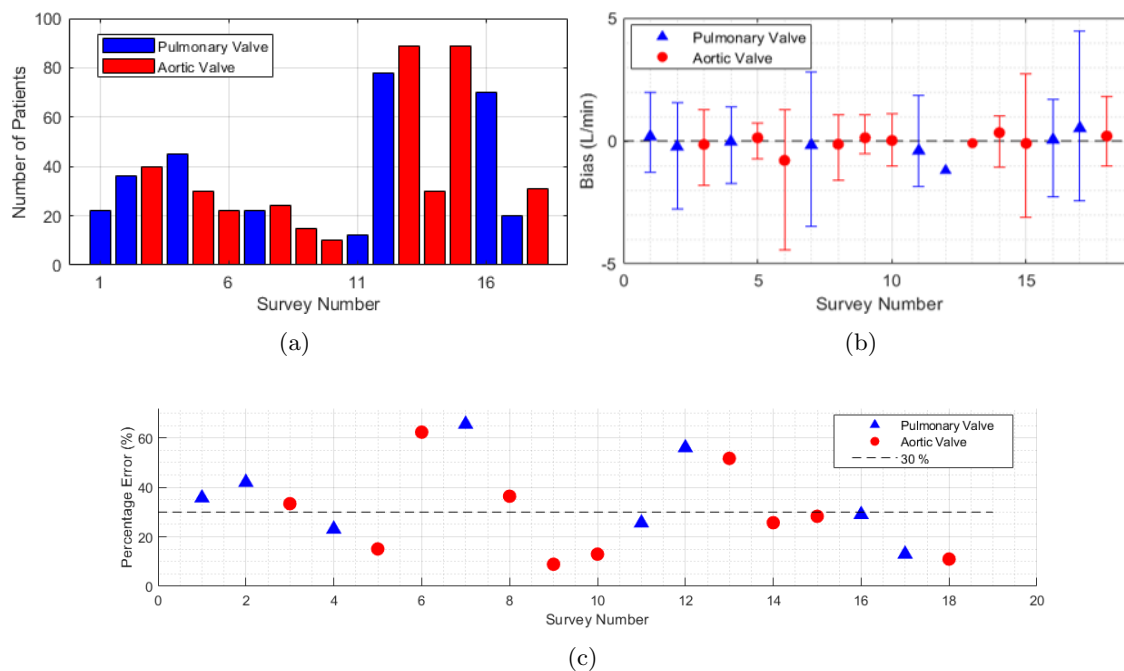 100
80
60
40
20
0
Number of Patients
Pulmonary Valve
Aortic Valve
1 6 11 16
Survey Number
(a)
5
0
-5
Bias (L/min)
Pulmonary Valve
Aortic Valve
0 5 10 15
Survey Number
(b)
60
40
20
0
Percentage Error (%)
Pulmonary Valve
Aortic Valve
30 %
0 2 4 6 8 10 12 14 16 18 20
Survey Number
(c)